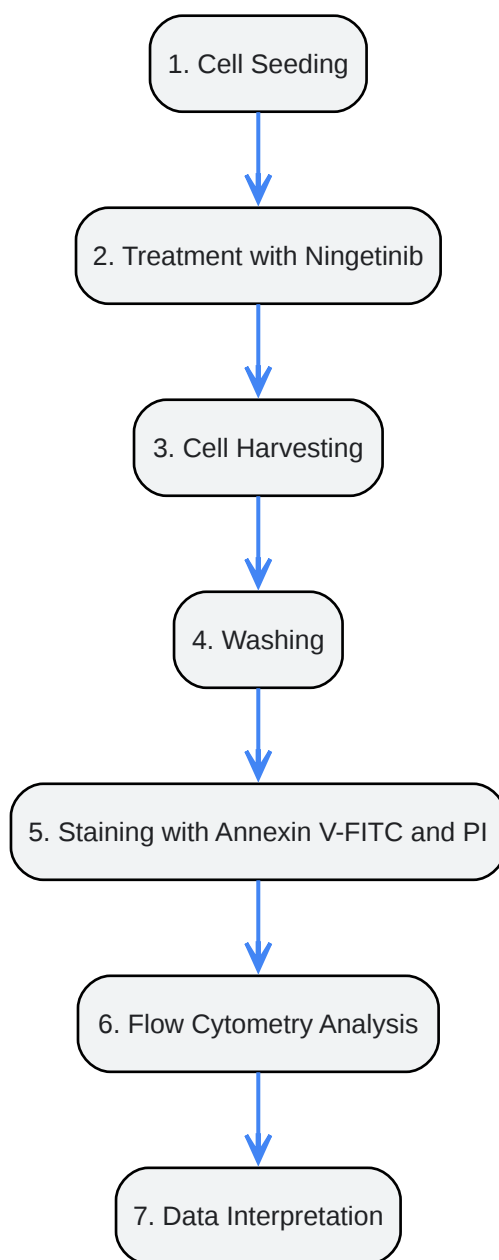 1. Cell Seeding
2. Treatment with Ningetinib
3. Cell Harvesting
4. Washing
5. Staining with Annexin V-FITC and PI
6. Flow Cytometry Analysis
7. Data Interpretation